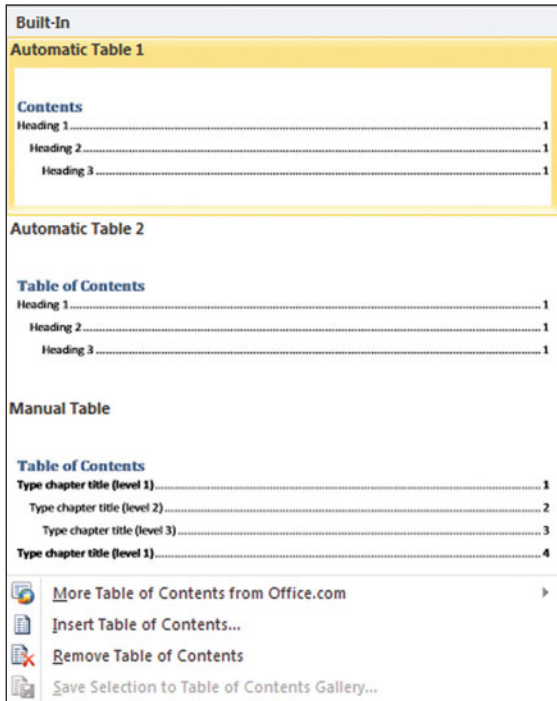 Built-In
Automatic Table 1
Contents
Heading 1........................................................................................................ 1
Heading 2........................................................................................................ 1
Heading 3........................................................................................................ 1
Automatic Table 2
Table of Contents
Heading 1........................................................................................................ 1
Heading 2........................................................................................................ 1
Heading 3........................................................................................................ 1
Manual Table
Table of Contents
Type chapter title (level 1)................................................................................ 1
Type chapter title (level 2)................................................................................ 2
Type chapter title (level 3)................................................................................ 3
Type chapter title (level 1)................................................................................ 4
More Table of Contents from Office.com
Insert Table of Contents...
Remove Table of Contents
Save Selection to Table of Contents Gallery...